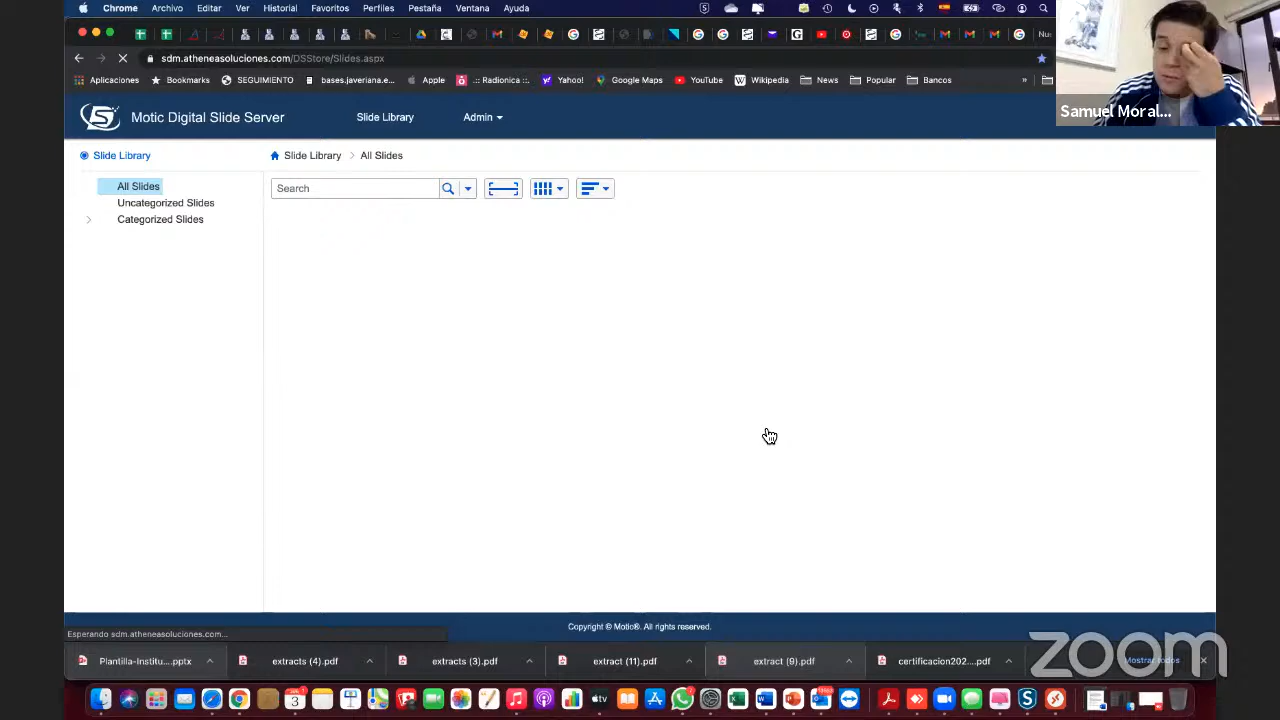 Chrome Archivo Editar Ver Historial Favoritos Perfiles Pestaña Ventana Ayuda
sdm.atheneasoluciones.com/DSStore/Slides.aspx
Aplicaciones Bookmarks SEGUIMIENTO bases.javeriana.e... Apple .:: Radionica ::. Yahoo! Google Maps YouTube Wikipedia News Popular Bancos »
Samuel Moral...
Motic Digital Slide Server Slide Library Admin
Slide Library
Slide Library > All Slides
All Slides
Search
Uncategorized Slides
Categorized Slides
Copyright © Motic®. All rights reserved.
Esperando sdm.atheneasoluciones.com...
Plantilla-Institu....pptx extracts (4).pdf extracts (3).pdf extract (11).pdf extract (9).pdf certificacion202....pdf Mostrar todos
zoom